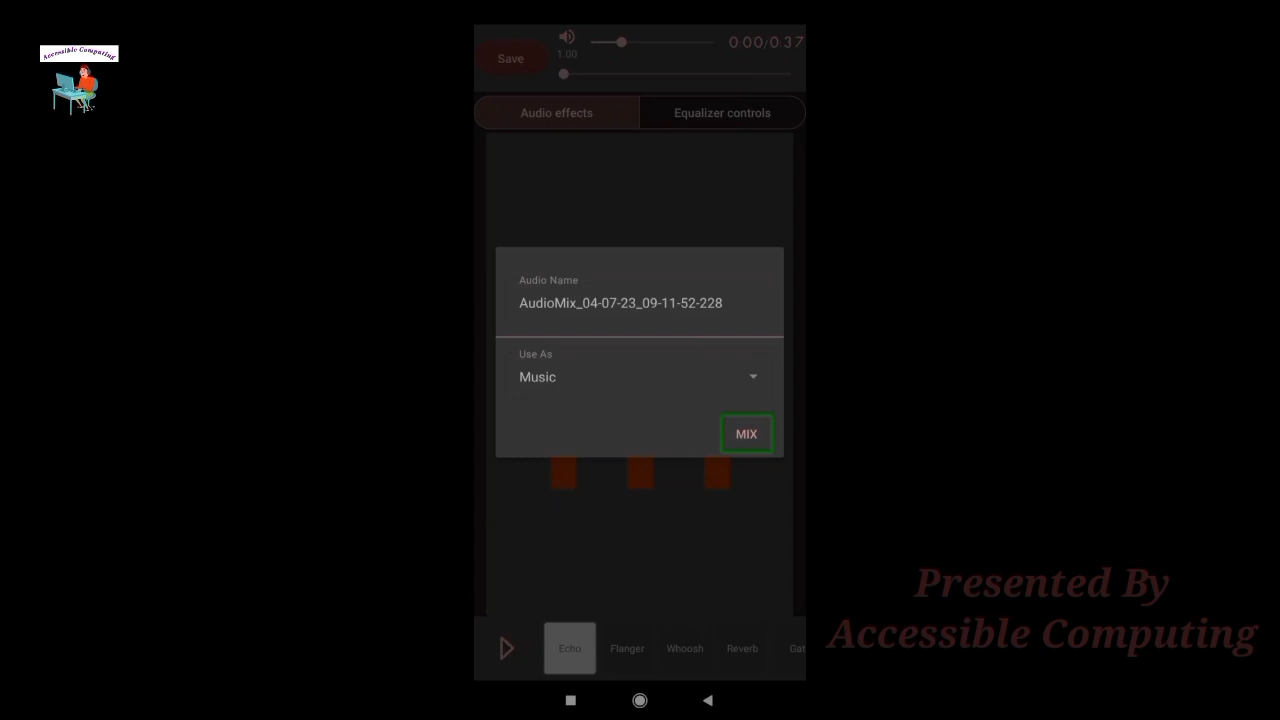 Accessible Computing
Save
1.00
0:00/0:37
Audio effects
Equalizer controls
Audio Name
AudioMix_04-07-23_09-11-52-228
Use As
Music
MIX
Echo
Flanger
Whoosh
Reverb
Gat
Presented By
Accessible Computing